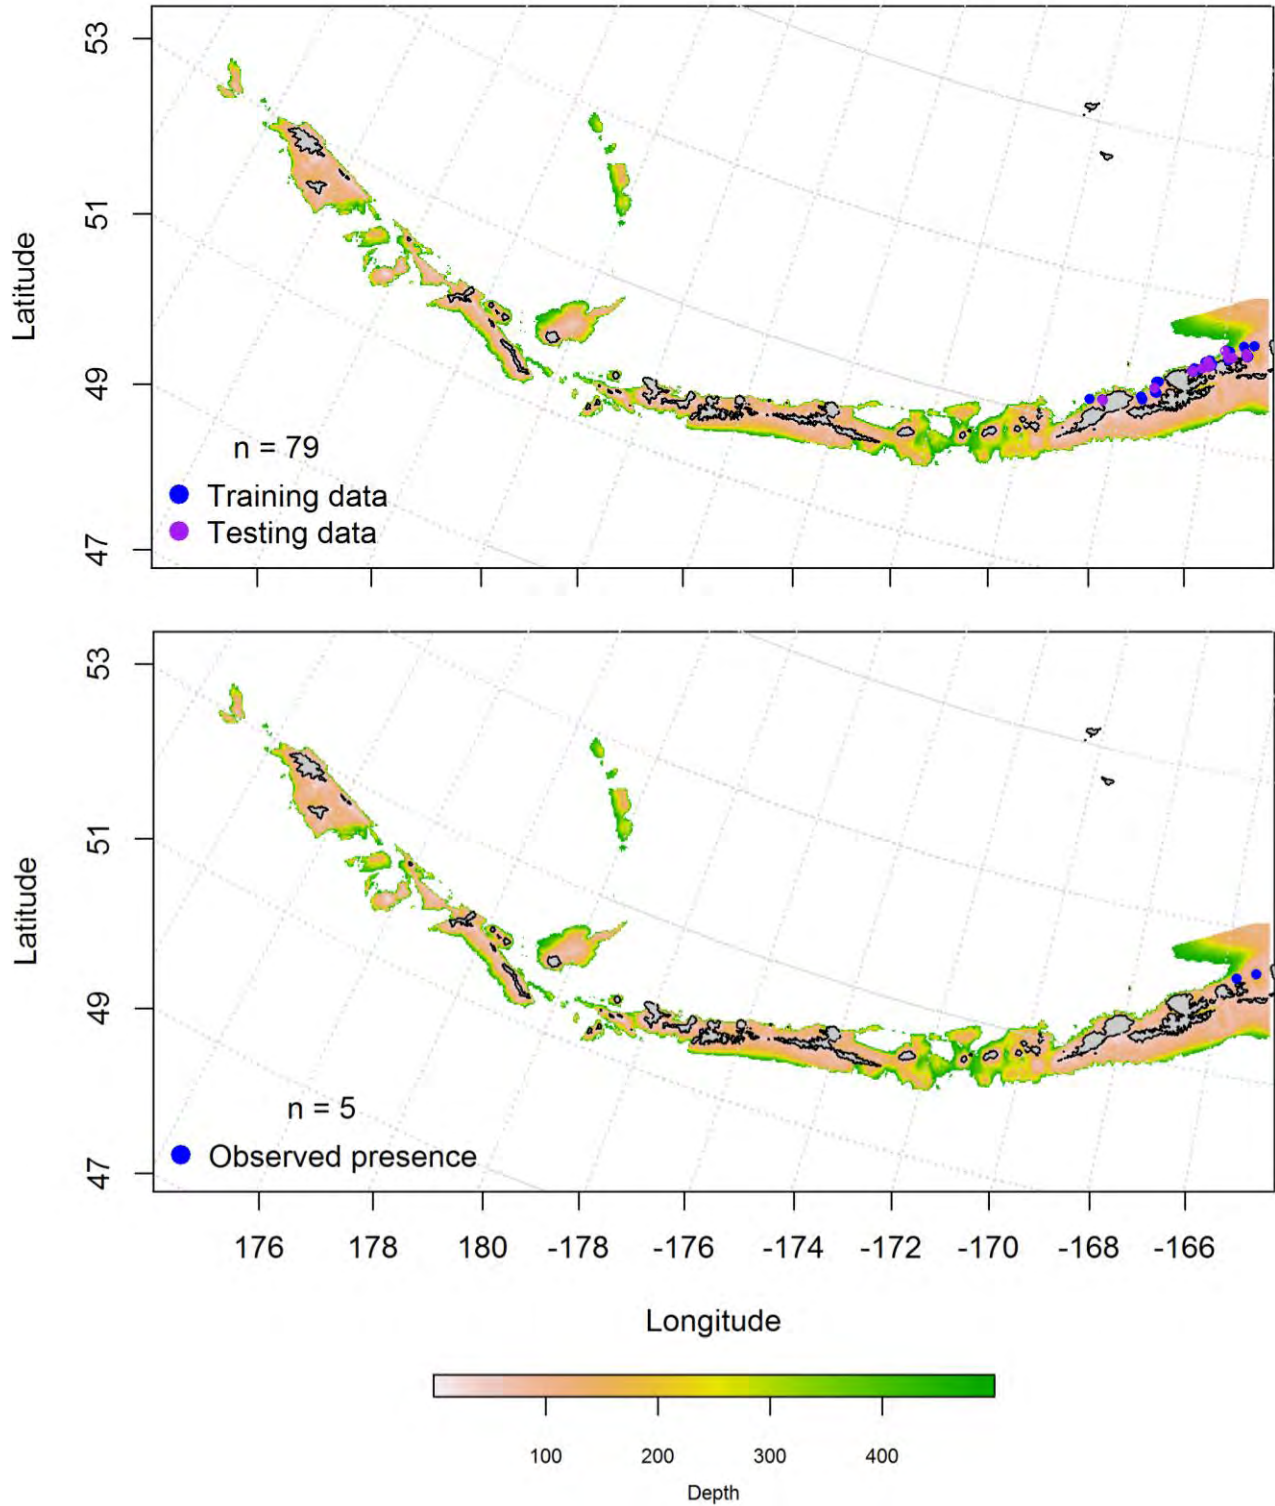 53
51
49
47
Latitude
n = 79
Training data
Testing data
53
51
49
47
Latitude
n = 5
Observed presence
176 178 180 -178 -176 -174 -172 -170 -168 -166
Longitude
100 200 300 400
Depth